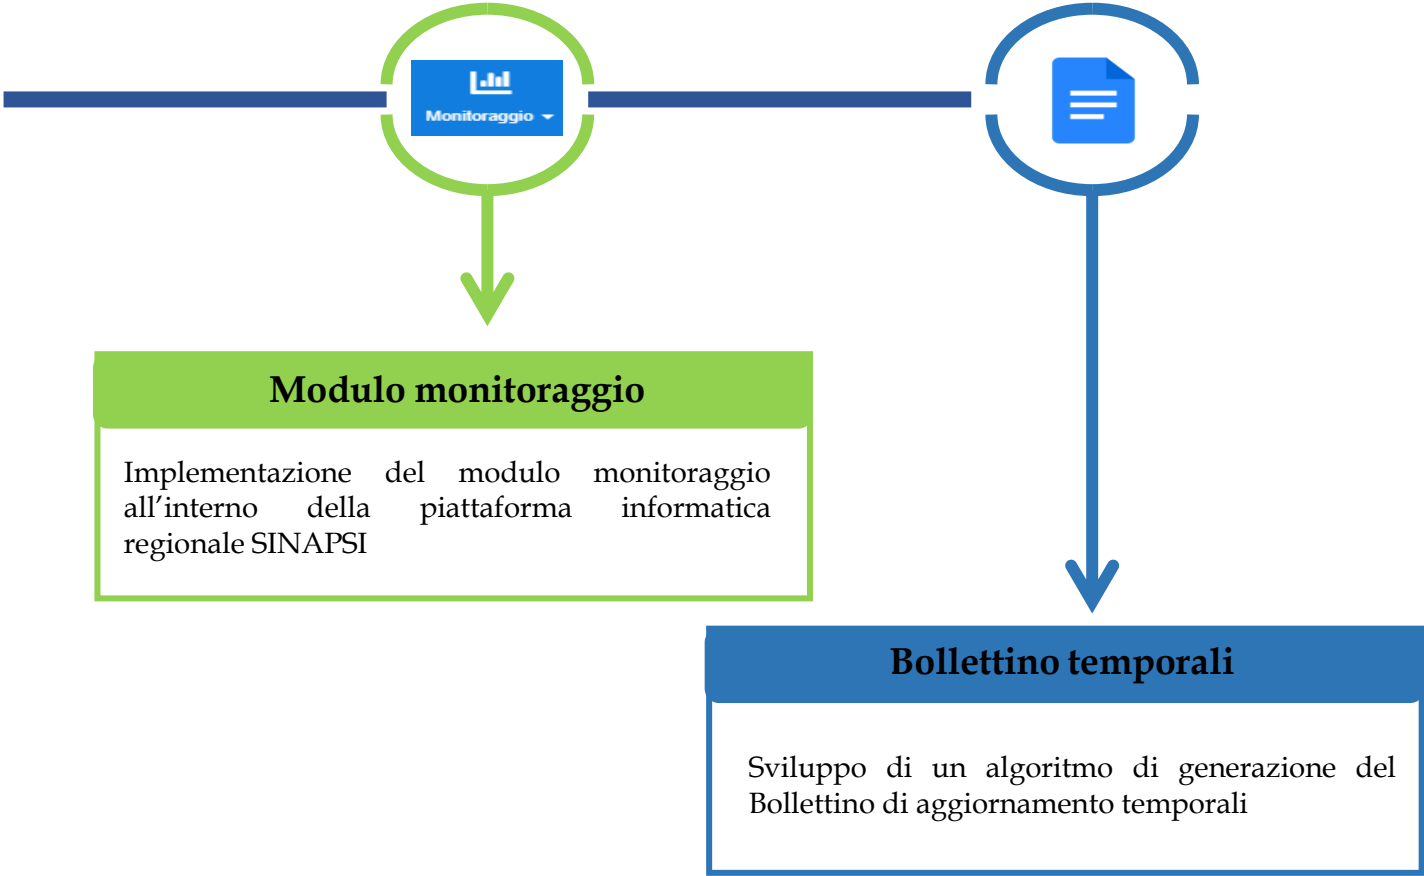 Monitoraggio
Modulo monitoraggio
Implementazione del modulo monitoraggio
all’interno della piattaforma informatica
regionale SINAPSI
Bollettino temporali
Sviluppo di un algoritmo di generazione del
Bollettino di aggiornamento temporali